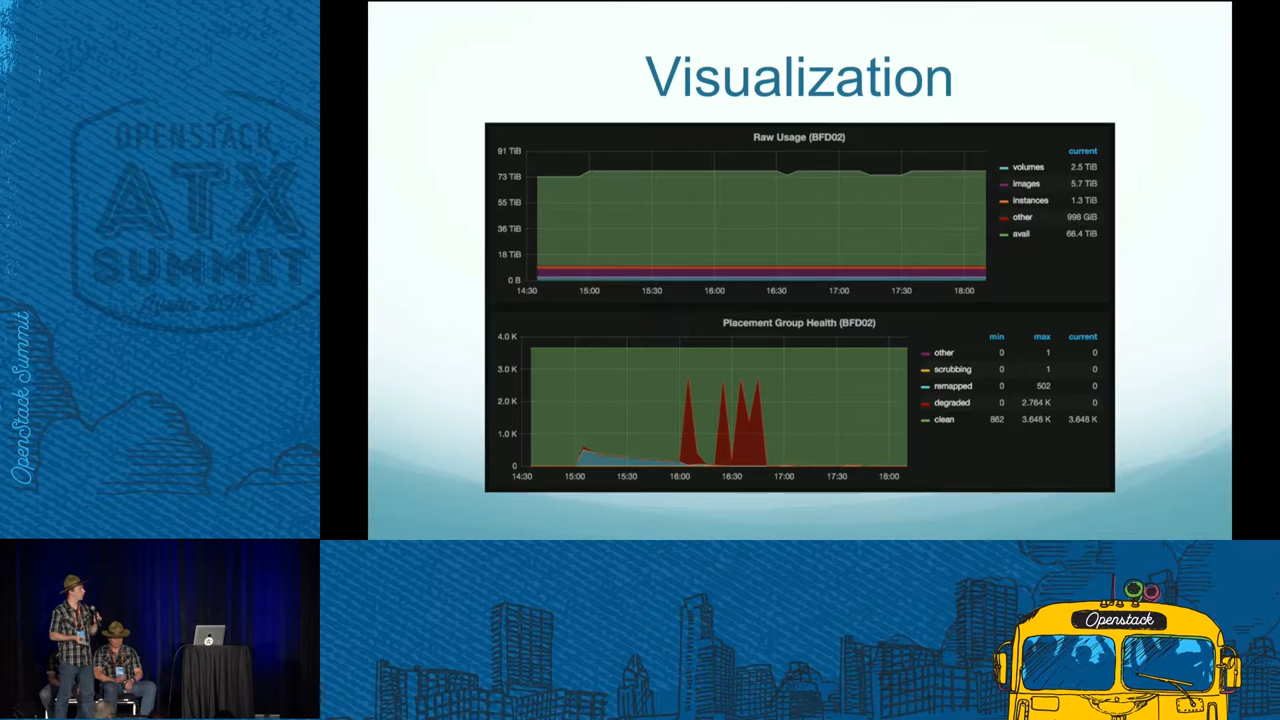 Visualization
Raw Usage (BFD02)
91 TiB
73 TiB
55 TiB
36 TiB
18 TiB
0 B
14:30 15:00 15:30 16:00 16:30 17:00 17:30 18:00
current
volumes 2.5 TiB
images 5.7 TiB
instances 1.3 TiB
other 998 GiB
avail 66.4 TiB
Placement Group Health (BFD02)
4.0 K
3.0 K
2.0 K
1.0 K
0
14:30 15:00 15:30 16:00 16:30 17:00 17:30 18:00
min max current
other 0 1 0
scrubbing 0 1 0
remapped 0 502 0
degraded 0 2.764 K 0
clean 862 3.648 K 3.648 K
OPENSTACK
ATX
SUMMIT
OpenStack Summit
Openstack